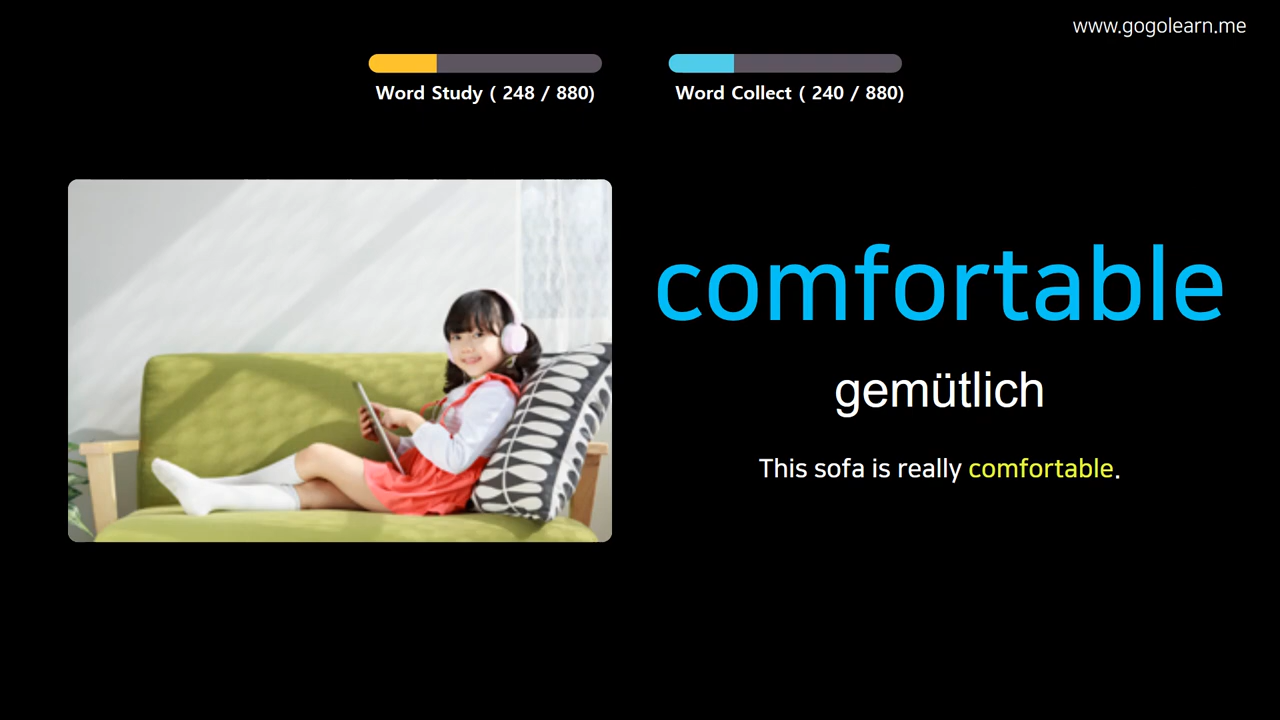 www.gogolearn.me
Word Study ( 248 / 880)
Word Collect ( 240 / 880)
comfortable
gemütlich
This sofa is really comfortable.